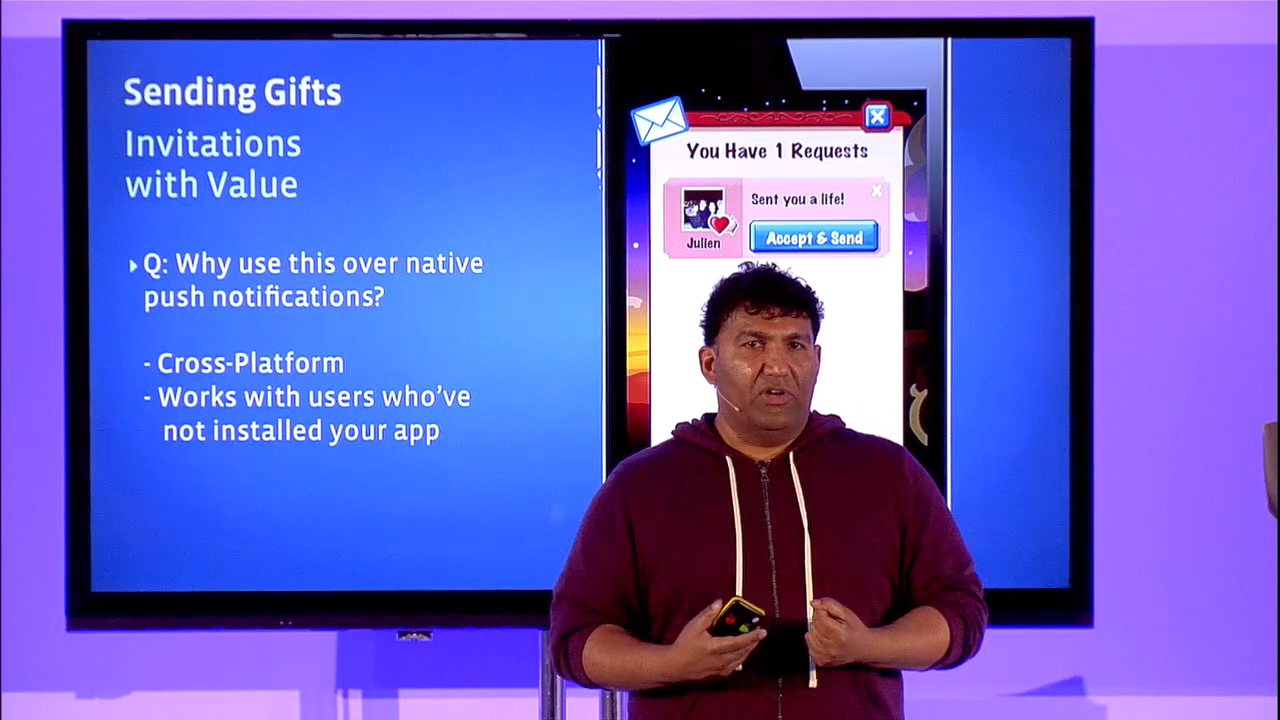 Sending Gifts
Invitations
with Value
Q: Why use this over native
push notifications?
- Cross-Platform
- Works with users who've
not installed your app
You Have 1 Requests
Sent you a life!
Julien
Accept & Send